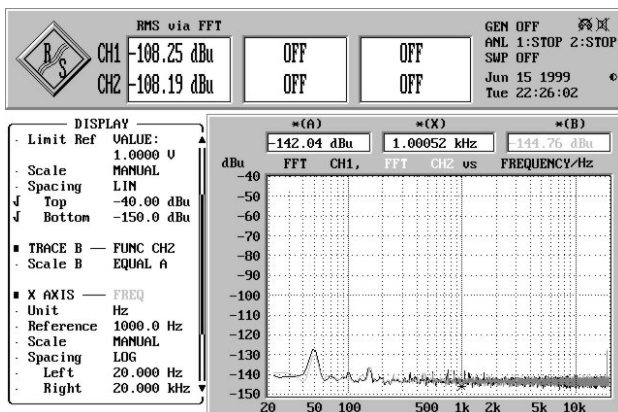 RMS via FFT
R
S
CH1 -108.25 dBu OFF OFF
CH2 -108.19 dBu OFF OFF
GEN OFF
ANL 1:STOP 2:STOP
SWP OFF
Jun 15 1999
Tue 22:26:02
DISPLAY
Limit Ref VALUE:
1.0000 V
Scale MANUAL
Spacing LIN
Top -40.00 dBu
Bottom -150.0 dBu
TRACE B — FUNC CH2
Scale B EQUAL A
X AXIS — FREQ
Unit Hz
Reference 1000.0 Hz
Scale MANUAL
Spacing LOG
Left 20.000 Hz
Right 20.000 kHz
*(A) *(X) *(B)
-142.04 dBu 1.00052 kHz -144.76 dBu
dBu FFT CH1, FFT CH2 vs FREQUENCY/Hz
-40
-50
-60
-70
-80
-90
-100
-110
-120
-130
-140
-150
20 50 100 500 1k 2k 5k 10k